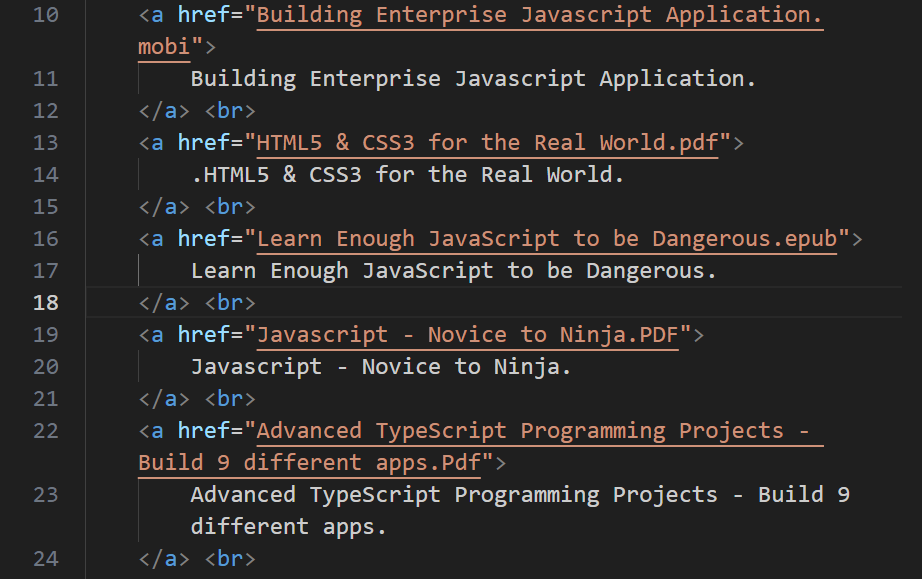 10 <a href="Building Enterprise Javascript Application.
mobi">
11 Building Enterprise Javascript Application.
12 </a> <br>
13 <a href="HTML5 & CSS3 for the Real World.pdf">
14 .HTML5 & CSS3 for the Real World.
15 </a> <br>
16 <a href="Learn Enough JavaScript to be Dangerous.epub">
17 Learn Enough JavaScript to be Dangerous.
18 </a> <br>
19 <a href="Javascript - Novice to Ninja.PDF">
20 Javascript - Novice to Ninja.
21 </a> <br>
22 <a href="Advanced TypeScript Programming Projects -
Build 9 different apps.Pdf">
23 Advanced TypeScript Programming Projects - Build 9
different apps.
24 </a> <br>